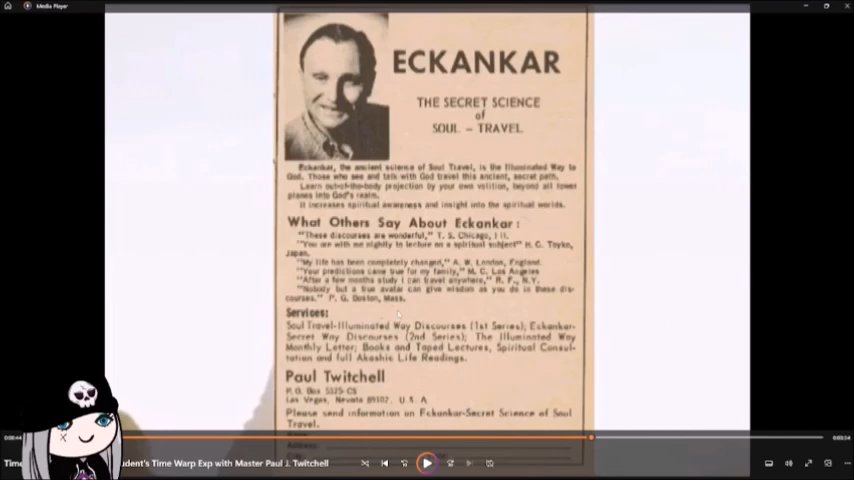 Media Player
ECKANKAR
THE SECRET SCIENCE
of
SOUL - TRAVEL
Eckankar, the ancient science of Soul Travel, is the Illuminated Way to
God. Those who see and talk with God travel this ancient, secret path.
Learn out-of-the-body projection by your own volition, beyond all lower
planes into God's realm.
It increases spiritual awareness and insight into the spiritual worlds.
What Others Say About Eckankar:
"These discourses are wonderful," T. S. Chicago, Ill.
"You are with me nightly to lecture on a spiritual subject" H. C. Tokyo,
Japan.
"My life has been completely changed," A. W. London, England.
"Your predictions came true for my family," M. C. Los Angeles
"After a few months study I can travel anywhere," R. F., N.Y.
"Nobody but a true avatar can give wisdom as you do in these dis-
courses." P. G. Boston, Mass.
Services:
Soul Travel-Illuminated Way Discourses (1st Series); Eckankar-
Secret Way Discourses (2nd Series); The Illuminated Way
Monthly Letter; Books and Taped Lectures, Spiritual Consul-
tation and full Akashic Life Readings.
Paul Twitchell
P. O. Box 5325-CS
Las Vegas, Nevada 89102, U. S. A
Please send information on Eckankar-Secret Science of Soul
Travel.
0:08:44
Time
udent's Time Warp Exp with Master Paul J. Twitchell